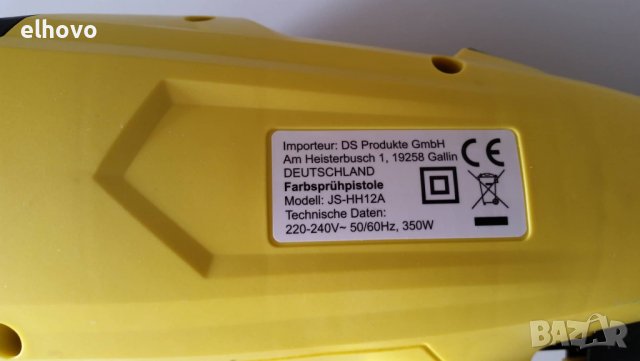 elhovo
Importeur: DS Produkte GmbH
Am Heisterbusch 1, 19258 Gallin
DEUTSCHLAND
Farbsprühpistole
Modell: JS-HH12A
Technische Daten:
220-240V~ 50/60Hz, 350W
CE
BAZAR